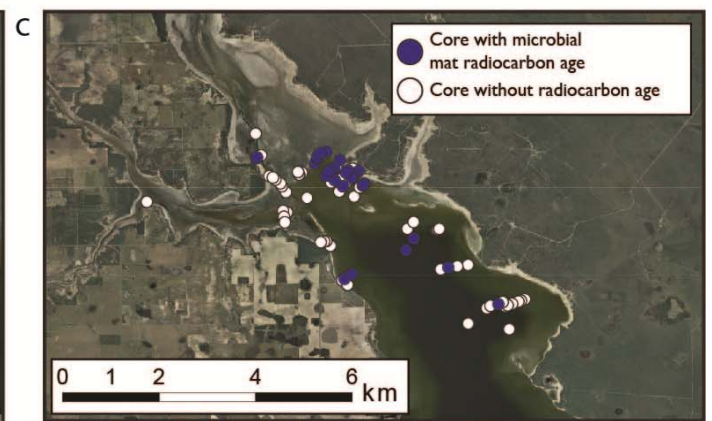 C
Core with microbial
mat radiocarbon age
Core without radiocarbon age
0 1 2 4 6 km